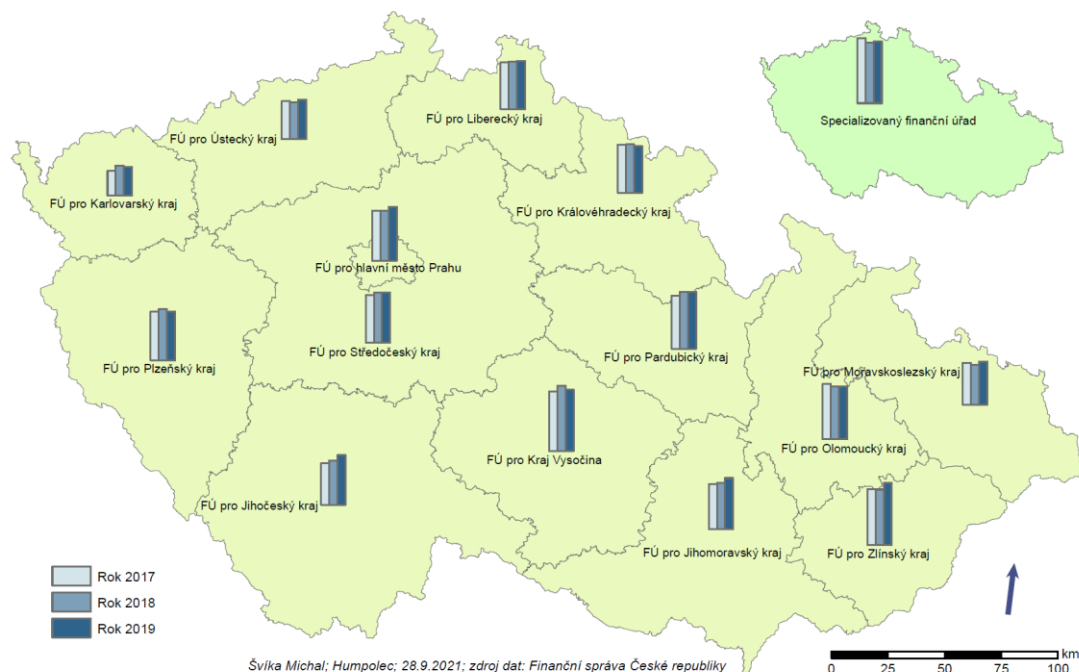 FÚ pro Liberecký kraj
Specializovaný finanční úřad
FÚ pro Ústecký kraj
FÚ pro Karlovarský kraj
FÚ pro Královéhradecký kraj
FÚ pro hlavní město Prahu
FÚ pro Středočeský kraj
FÚ pro Pardubický kraj
FÚ pro Plzeňský kraj
FÚ pro Moravskoslezský kraj
FÚ pro Kraj Vysočina
FÚ pro Olomoucký kraj
FÚ pro Jihočeský kraj
FÚ pro Jihomoravský kraj
FÚ pro Zlínský kraj
Rok 2017
Rok 2018
Rok 2019
km
0 25 50 75 100
Švíka Michal; Humpolec; 28.9.2021; zdroj dat: Finanční správa České republiky